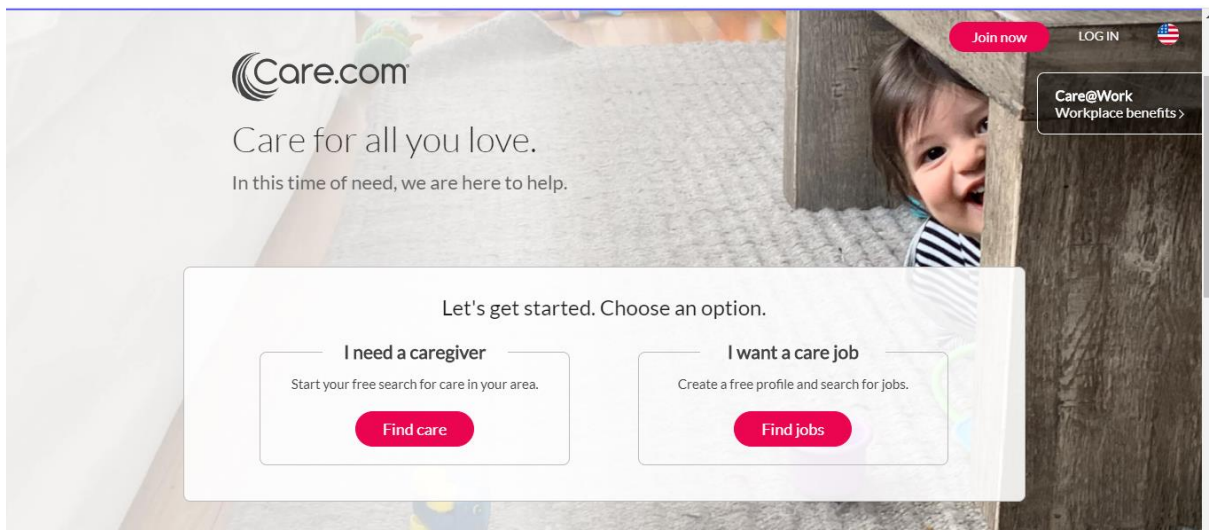 Join now
LOG IN
Care.com
Care@Work
Workplace benefits >
Care for all you love.
In this time of need, we are here to help.
Let's get started. Choose an option.
I need a caregiver
Start your free search for care in your area.
Find care
I want a care job
Create a free profile and search for jobs.
Find jobs